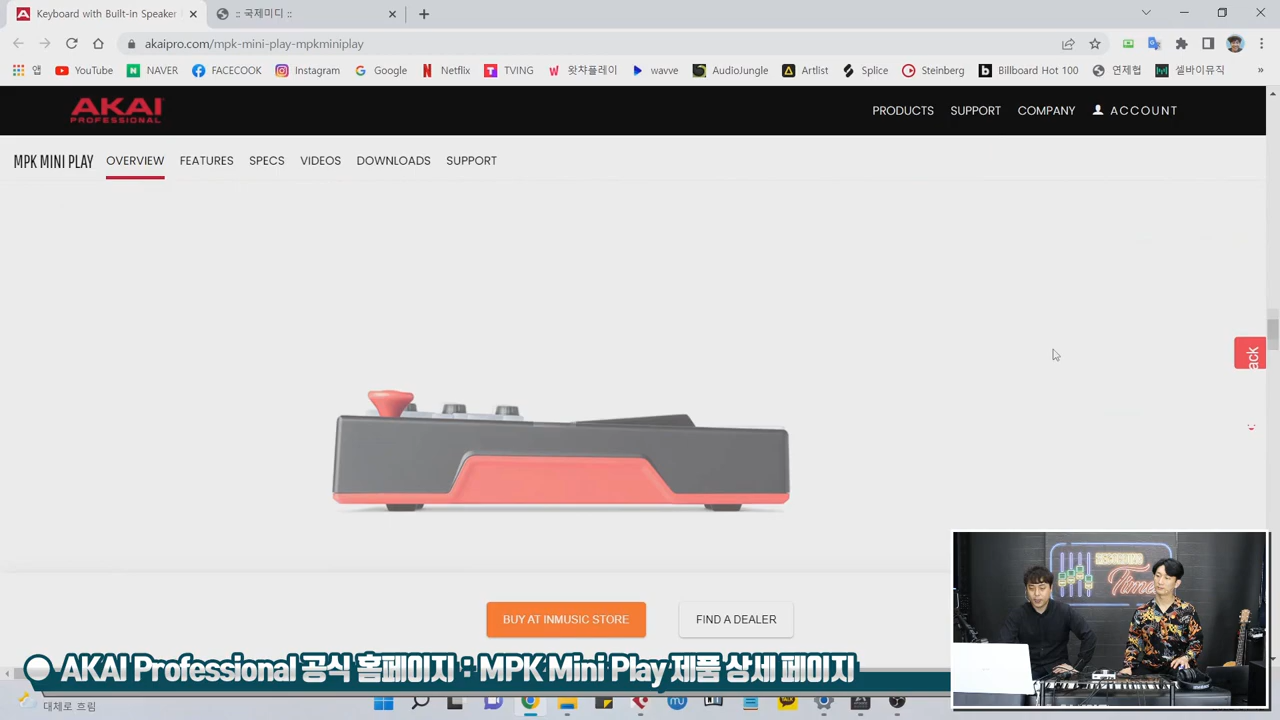 Keyboard with Built-in Speaker
:: 국제미디 ::
akaipro.com/mpk-mini-play-mpkminiplay
앱 YouTube NAVER FACECOOK Instagram Google Netflix TVING 왓챠플레이 wavve AudioJungle Artlist Splic Steinberg Billboard Hot 100 연제협 셀바이뮤직 »
AKAI
PROFESSIONAL
PRODUCTS SUPPORT COMPANY ACCOUNT
MPK MINI PLAY OVERVIEW FEATURES SPECS VIDEOS DOWNLOADS SUPPORT
ack
BUY AT INMUSIC STORE FIND A DEALER
RECORDING
Time
AKAI Professional 공식 홈페이지 : MPK Mini Play 제품 상세 페이지
대체로 흐림